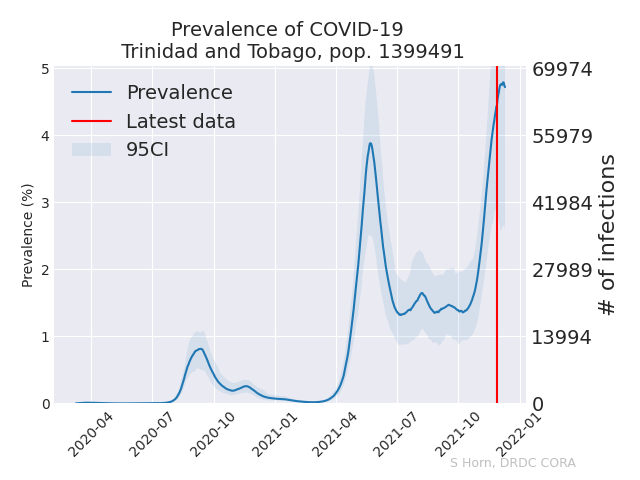 Prevalence of COVID-19
Trinidad and Tobago, pop. 1399491
Prevalence
Latest data
95CI
Prevalence (%)
5
4
3
2
1
0
69974
55979
41984
27989
13994
0
# of infections
2020-04
2020-07
2020-10
2021-01
2021-04
2021-07
2021-10
2022-01
S Horn, DRDC CORA